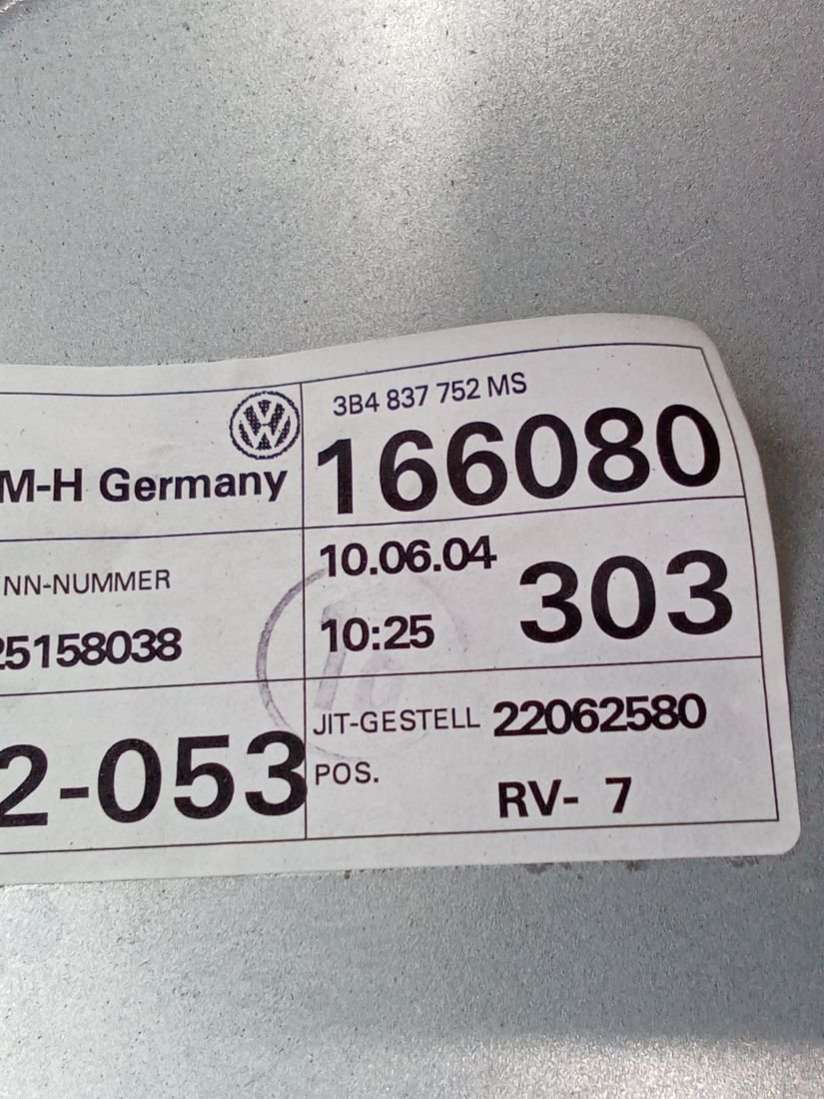 3B4 837 752 MS
M-H Germany
166080
NN-NUMMER
10.06.04
303
25158038
10:25
2-053
JIT-GESTELL 22062580
POS.
RV- 7